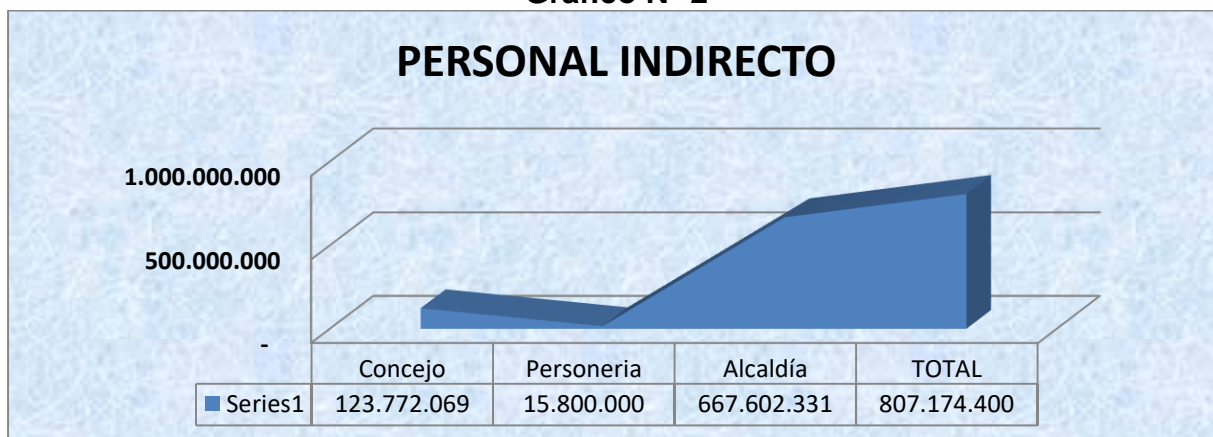 PERSONAL INDIRECTO
1.000.000.000
500.000.000
-
Concejo Personeria Alcaldía TOTAL
Series1 123.772.069 15.800.000 667.602.331 807.174.400